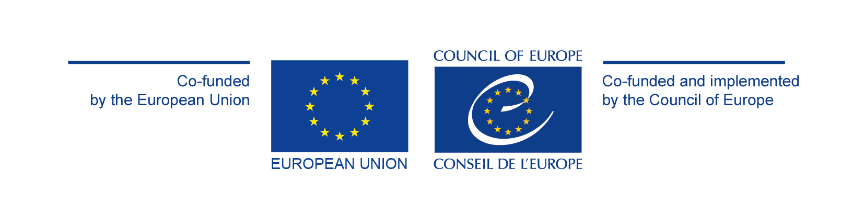 Co-funded
by the European Union
EUROPEAN UNION
COUNCIL OF EUROPE
CONSEIL DE L'EUROPE
Co-funded and implemented
by the Council of Europe